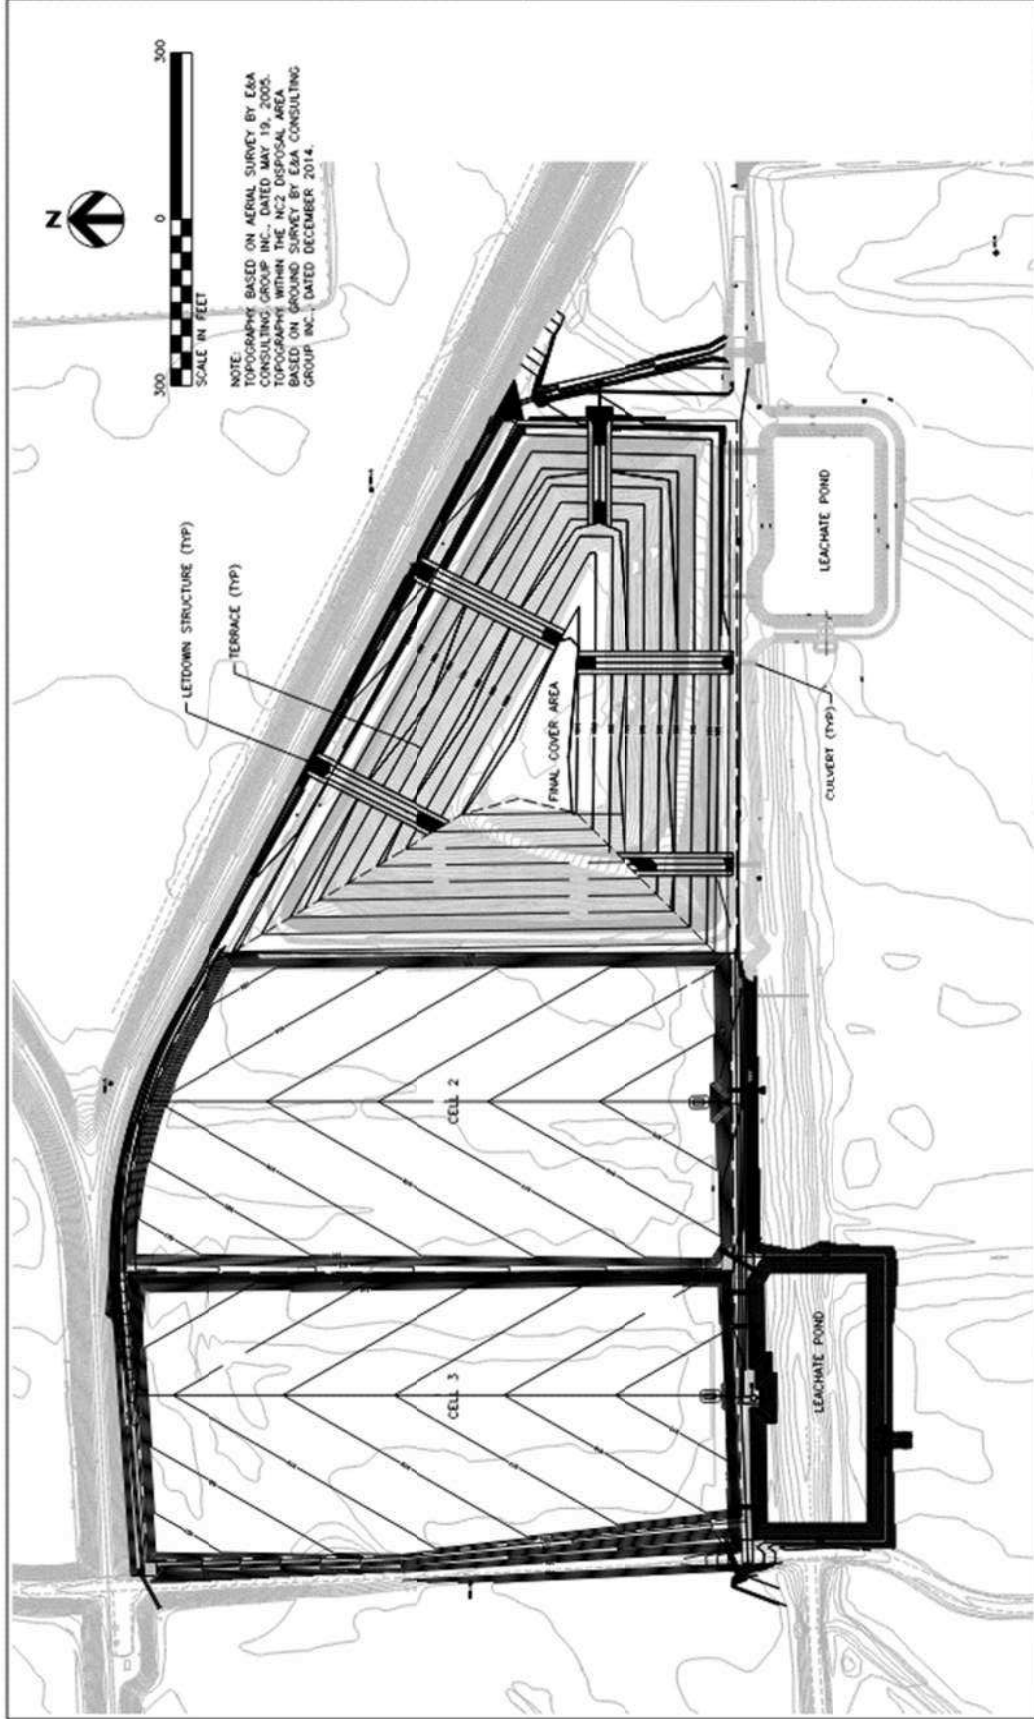 N
300
0
300
SCALE IN FEET
NOTE:
TOPOGRAPHY BASED ON AERIAL SURVEY BY E&A
CONSULTING GROUP INC., DATED MAY 19, 2005.
TOPOGRAPHY WITHIN THE NC2 DISPOSAL AREA
BASED ON GROUND SURVEY BY E&A CONSULTING
GROUP INC., DATED DECEMBER 2014.
LETDOWN STRUCTURE (TYP)
TERRACE (TYP)
FINAL COVER AREA
CELL 3
CELL 2
CULVERT (TYP)
LEACHATE POND
LEACHATE POND